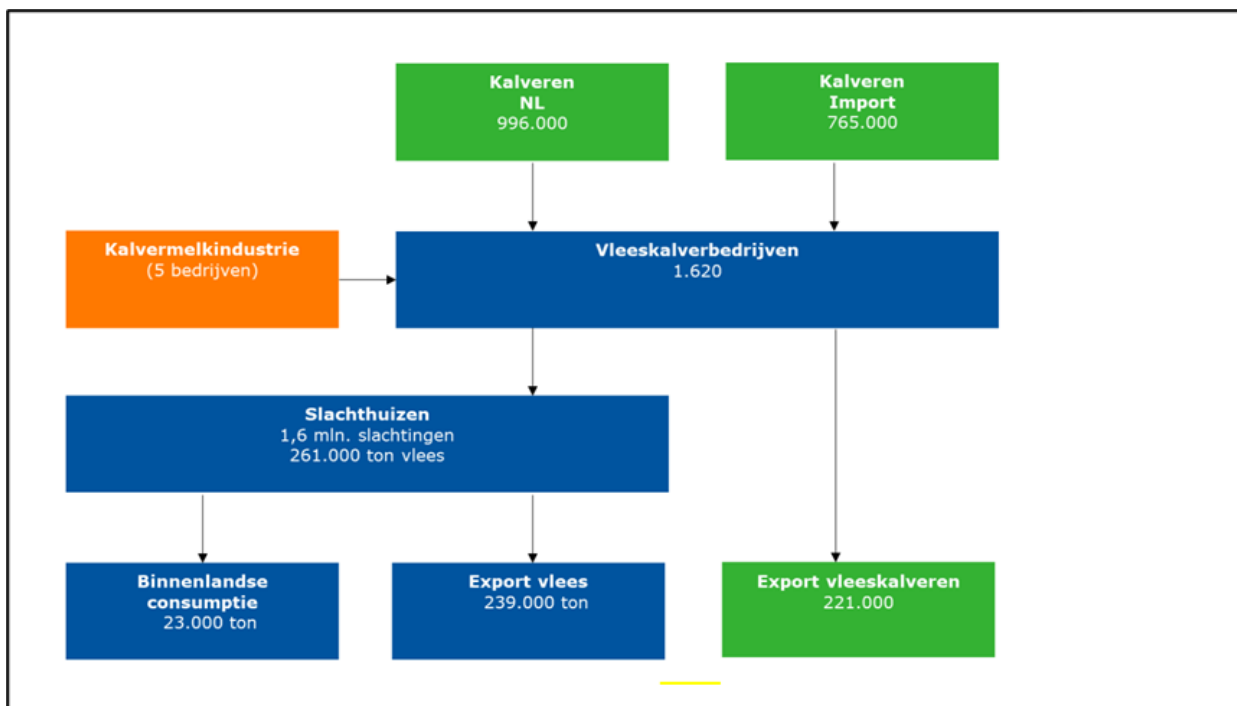 Kalveren
NL
996.000
Kalveren
Import
765.000
Kalvermelkindustrie
(5 bedrijven)
Vleeskalverbedrijven
1.620
Slachthuizen
1,6 mln. slachtingen
261.000 ton vlees
Binnenlandse
consumptie
23.000 ton
Export vlees
239.000 ton
Export vleeskalveren
221.000